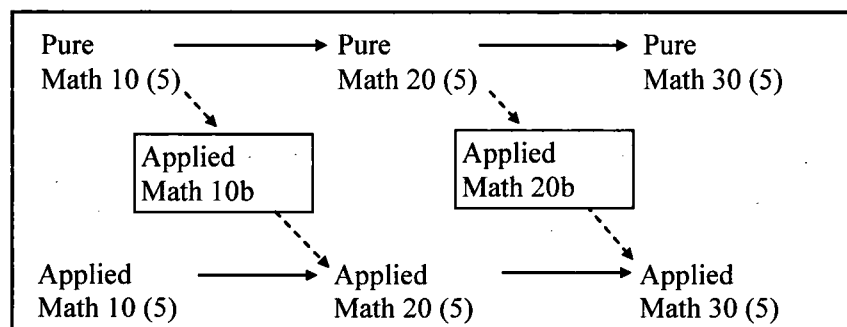 Pure Pure Pure
Math 10 (5) Math 20 (5) Math 30 (5)
Applied Applied
Math 10b Math 20b
Applied Applied Applied
Math 10 (5) Math 20 (5) Math 30 (5)